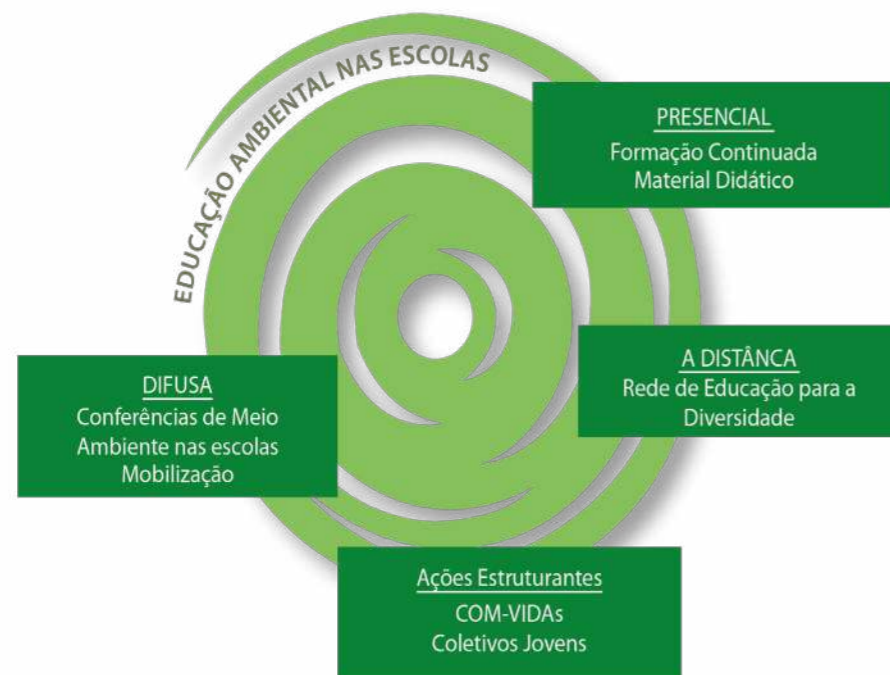 EDUCAÇÃO AMBIENTAL NAS ESCOLAS
PRESENCIAL
Formação Continuada
Material Didático
A DISTÂNCA
Rede de Educação para a
Diversidade
DIFUSA
Conferências de Meio
Ambiente nas escolas
Mobilização
Ações Estruturantes
COM-VIDAs
Coletivos Jovens